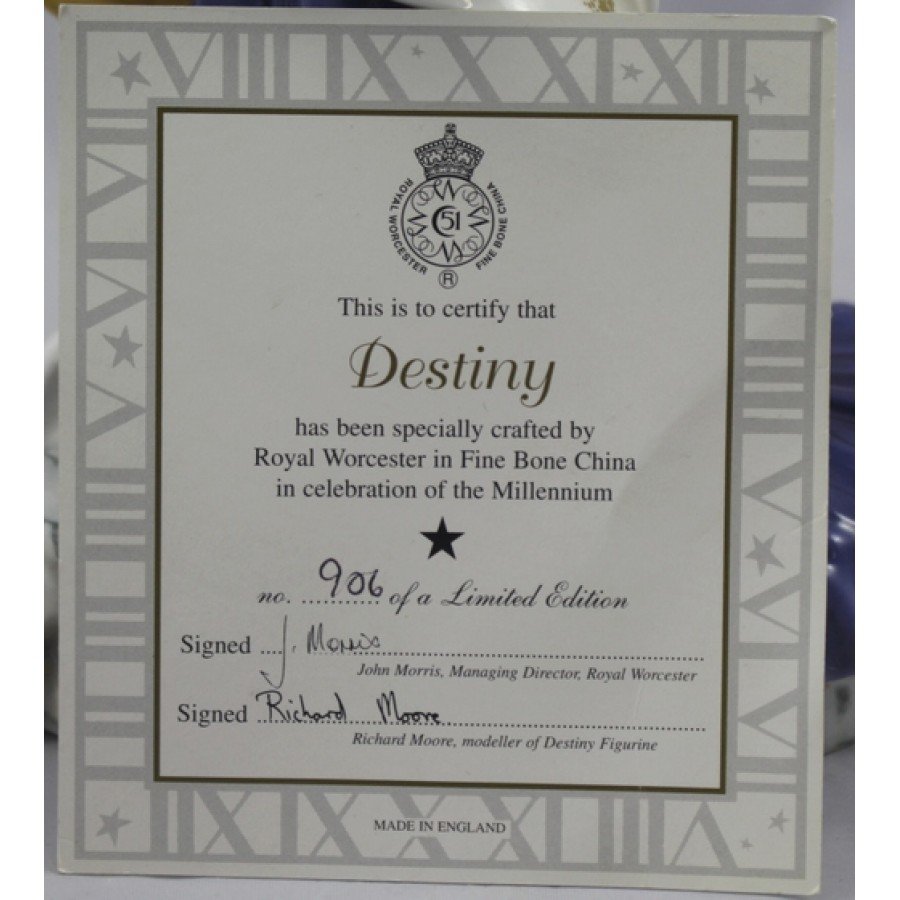 ROYAL WORCESTER
FINE BONE CHINA
51
®
This is to certify that
Destiny
has been specially crafted by
Royal Worcester in Fine Bone China
in celebration of the Millennium
no. 906 of a Limited Edition
Signed J. Morris
John Morris, Managing Director, Royal Worcester
Signed Richard Moore
Richard Moore, modeller of Destiny Figurine
MADE IN ENGLAND